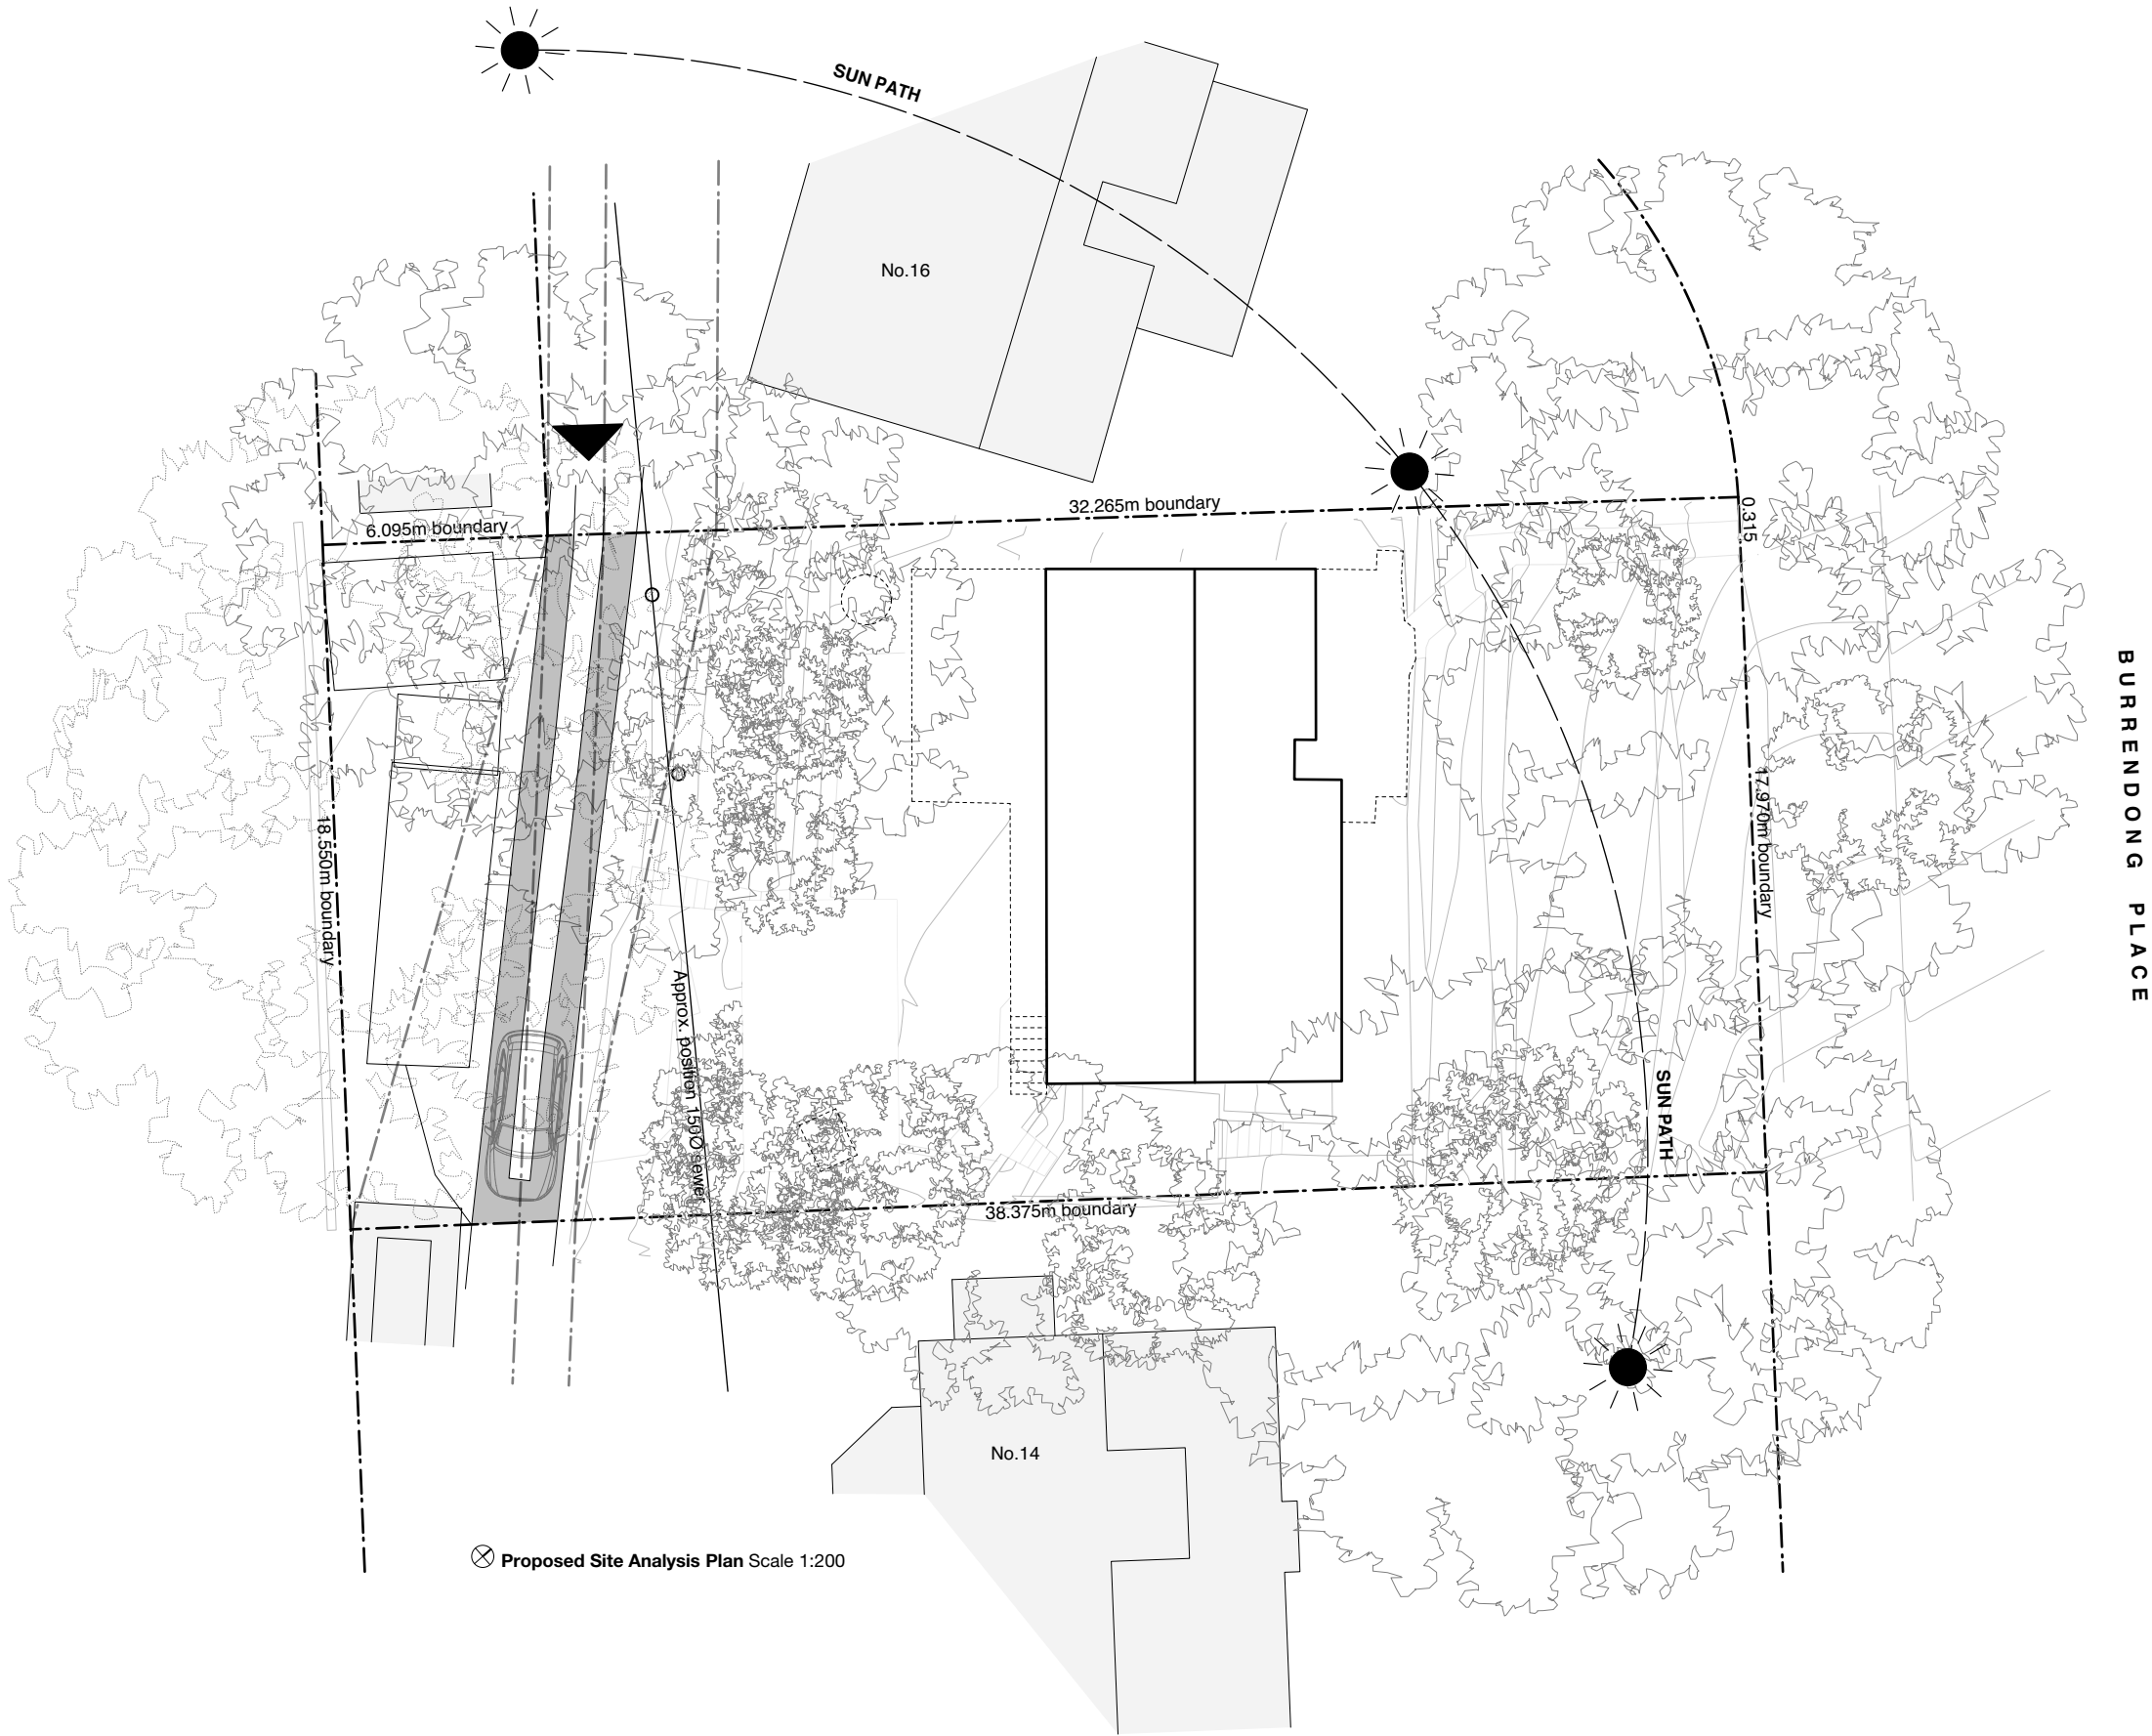 SUN PATH
No.16
32.265m boundary
0.315
6.095m boundary
BURRENDONG PLACE
17.970m boundary
18.550m boundary
Approx. position 150Ø sewer
SUN PATH
38.375m boundary
No.14
Proposed Site Analysis Plan Scale 1:200